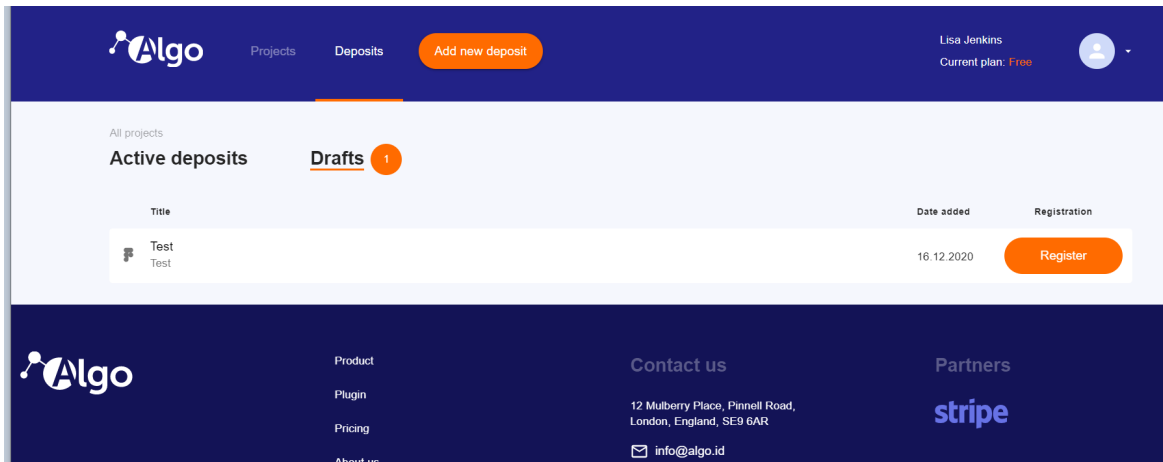 Algo
Projects
Deposits
Add new deposit
Lisa Jenkins
Current plan: Free
All projects
Active deposits
Drafts 1
Title
Date added
Registration
Test
Test
16.12.2020
Register
Algo
Product
Plugin
Pricing
About us
Contact us
12 Mulberry Place, Pinnell Road,
London, England, SE9 6AR
info@algo.id
Partners
stripe